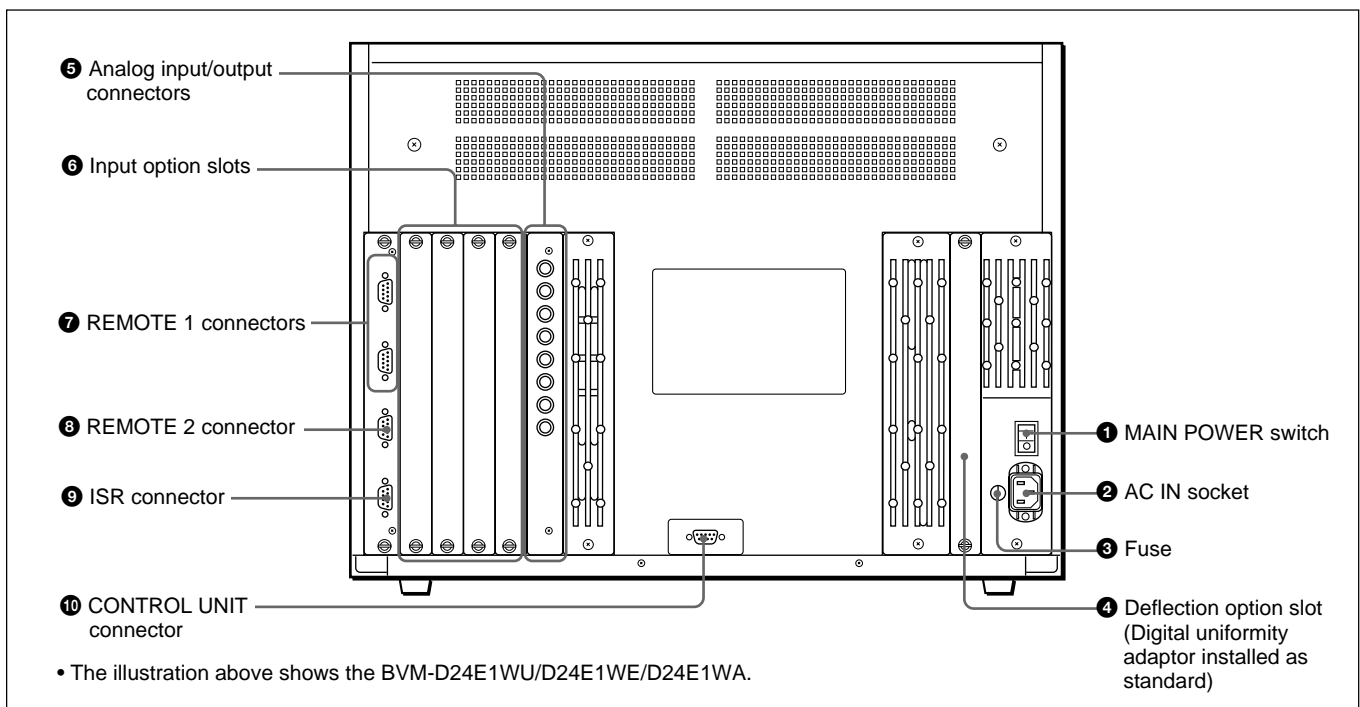 ❺ Analog input/output
connectors
❻ Input option slots
❼ REMOTE 1 connectors
❽ REMOTE 2 connector
❾ ISR connector
❿ CONTROL UNIT
connector
❶ MAIN POWER switch
❷ AC IN socket
❸ Fuse
❹ Deflection option slot
(Digital uniformity
adaptor installed as
standard)
• The illustration above shows the BVM-D24E1WU/D24E1WE/D24E1WA.